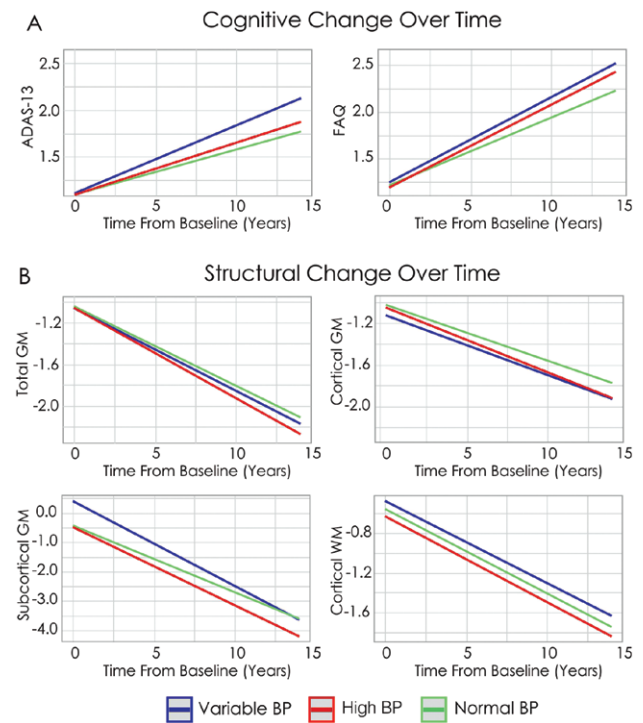 A
Cognitive Change Over Time
ADAS-13
2.5
2.0
1.5
0
5
10
15
Time From Baseline (Years)
FAQ
2.5
2.0
1.5
0
5
10
15
Time From Baseline (Years)
B
Structural Change Over Time
Total GM
-1.2
-1.6
-2.0
0
5
10
15
Time From Baseline (Years)
Cortical GM
-1.2
-1.6
-2.0
0
5
10
15
Time From Baseline (Years)
Subcortical GM
0.0
-1.0
-2.0
-3.0
-4.0
0
5
10
15
Time From Baseline (Years)
Cortical WM
-0.8
-1.2
-1.6
0
5
10
15
Time From Baseline (Years)
Variable BP
High BP
Normal BP